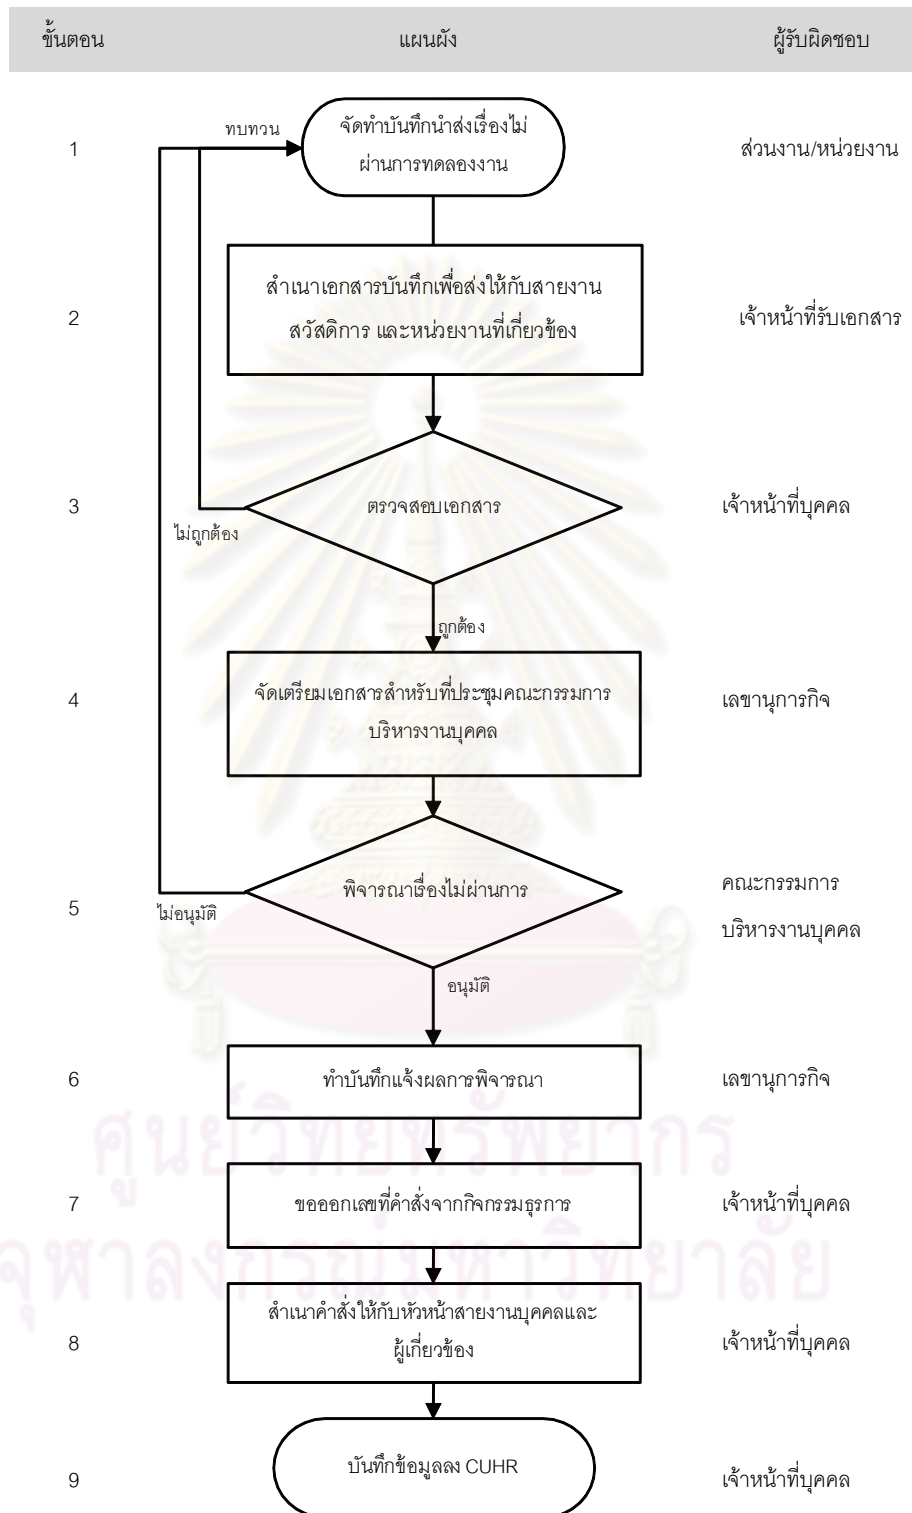 ขั้นตอน แผนผัง ผู้รับผิดชอบ
ทบทวน
จัดทำบันทึกนำส่งเรื่องไม่
ผ่านการทดลองงาน
1
ส่วนงาน/หน่วยงาน
สำเนาเอกสารบันทึกเพื่อส่งให้กับสายงาน
สวัสดิการ และหน่วยงานที่เกี่ยวข้อง
2
เจ้าหน้าที่รับเอกสาร
3
ตรวจสอบเอกสาร
เจ้าหน้าที่บุคคล
ไม่ถูกต้อง
ถูกต้อง
จัดเตรียมเอกสารสำหรับที่ประชุมคณะกรรมการ
บริหารงานบุคคล
4
เลขานุการกิจ
พิจารณาเรื่องไม่ผ่านการ
5
คณะกรรมการ
บริหารงานบุคคล
ไม่อนุมัติ
อนุมัติ
6
ทำบันทึกแจ้งผลการพิจารณา
เลขานุการกิจ
ศูนย์วิทยทรัพยากร
7
ขอออกเลขที่คำสั่งจากกิจกรรมธุรการ
เจ้าหน้าที่บุคคล
จุฬาลงกรณ์มหาวิทยาลัย
สำเนาคำสั่งให้กับหัวหน้าสายงานบุคคลและ
ผู้เกี่ยวข้อง
8
เจ้าหน้าที่บุคคล
บันทึกข้อมูลลง CUHR
9
เจ้าหน้าที่บุคคล